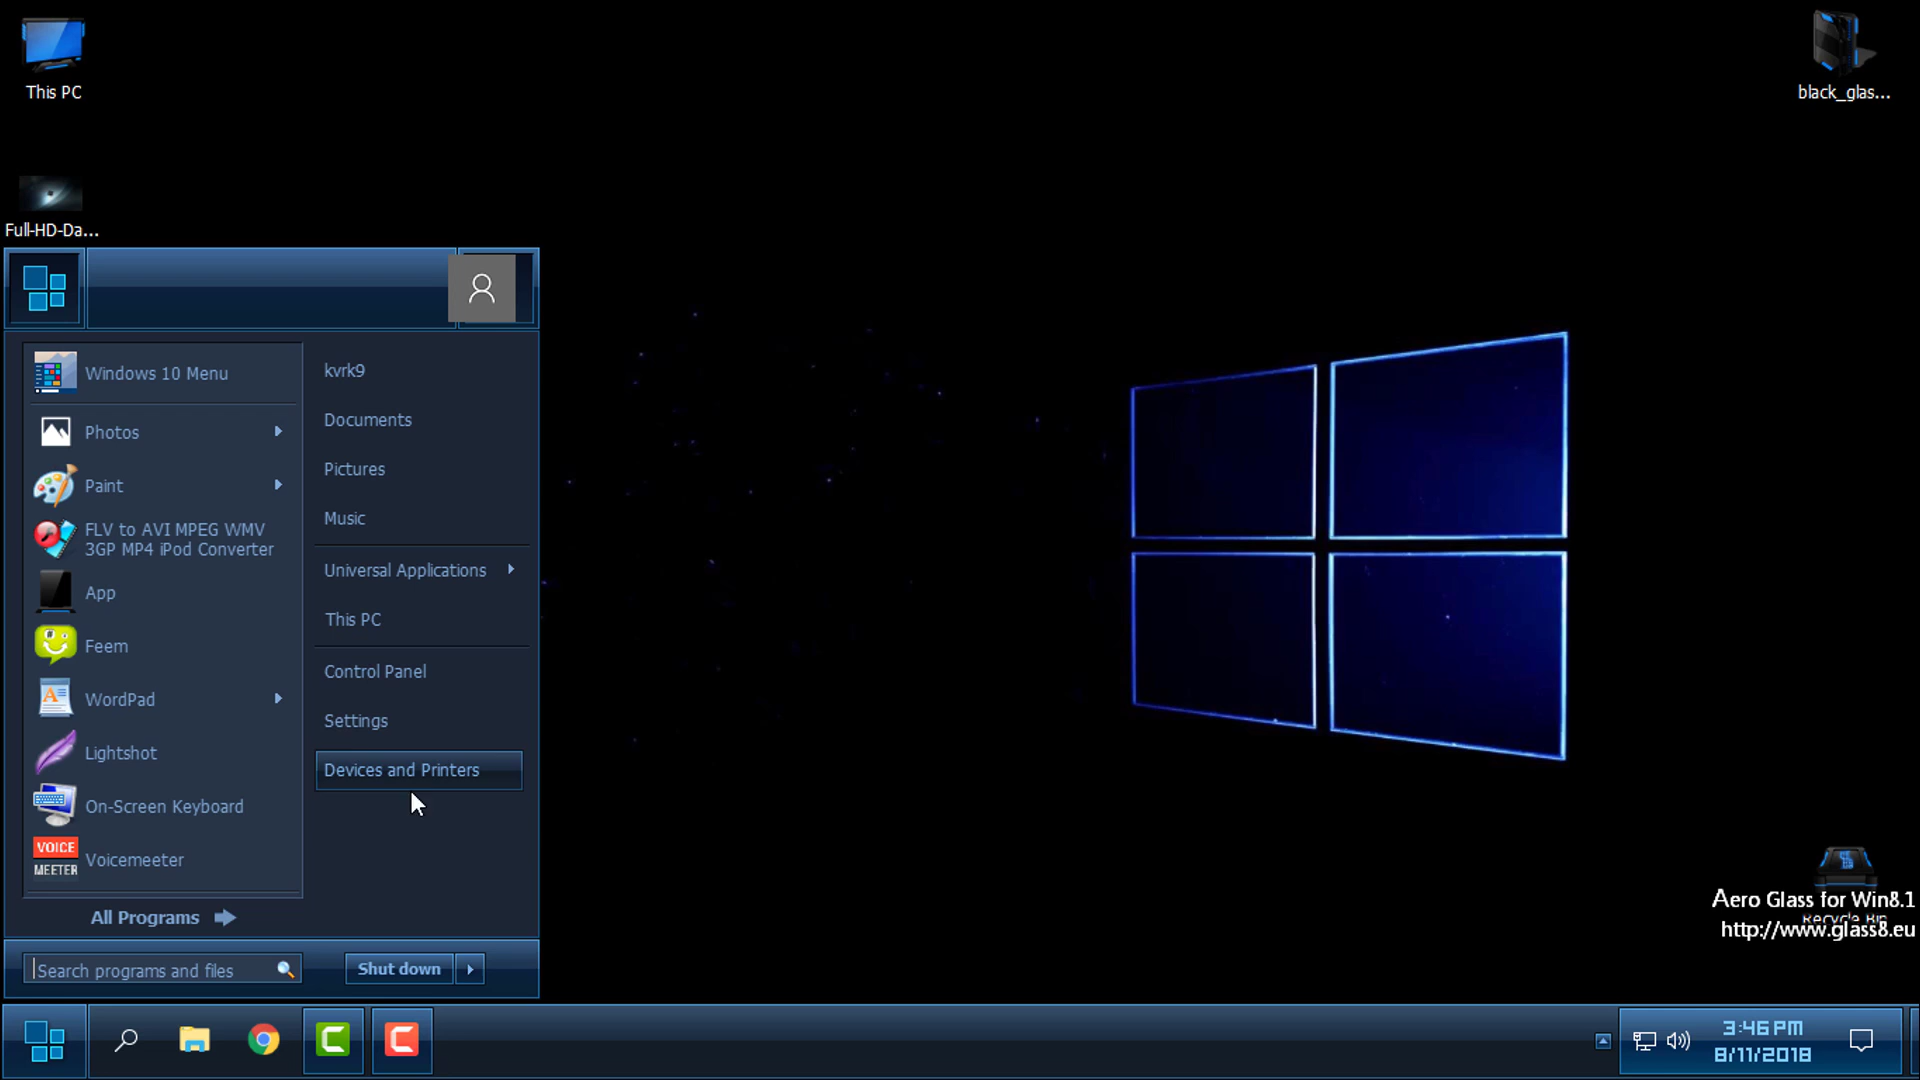 This PC
black_glas...
Full-HD-Da...
Windows 10 Menu
Photos
Paint
FLV to AVI MPEG WMV
3GP MP4 iPod Converter
App
Feem
WordPad
Lightshot
On-Screen Keyboard
VOICE
MEETER
Voicemeeter
All Programs
Search programs and files
kvrk9
Documents
Pictures
Music
Universal Applications
This PC
Control Panel
Settings
Devices and Printers
Shut down
Aero Glass for Win8.1
Recycle Bin
http://www.glass8.eu
3:46 PM
8/11/2018